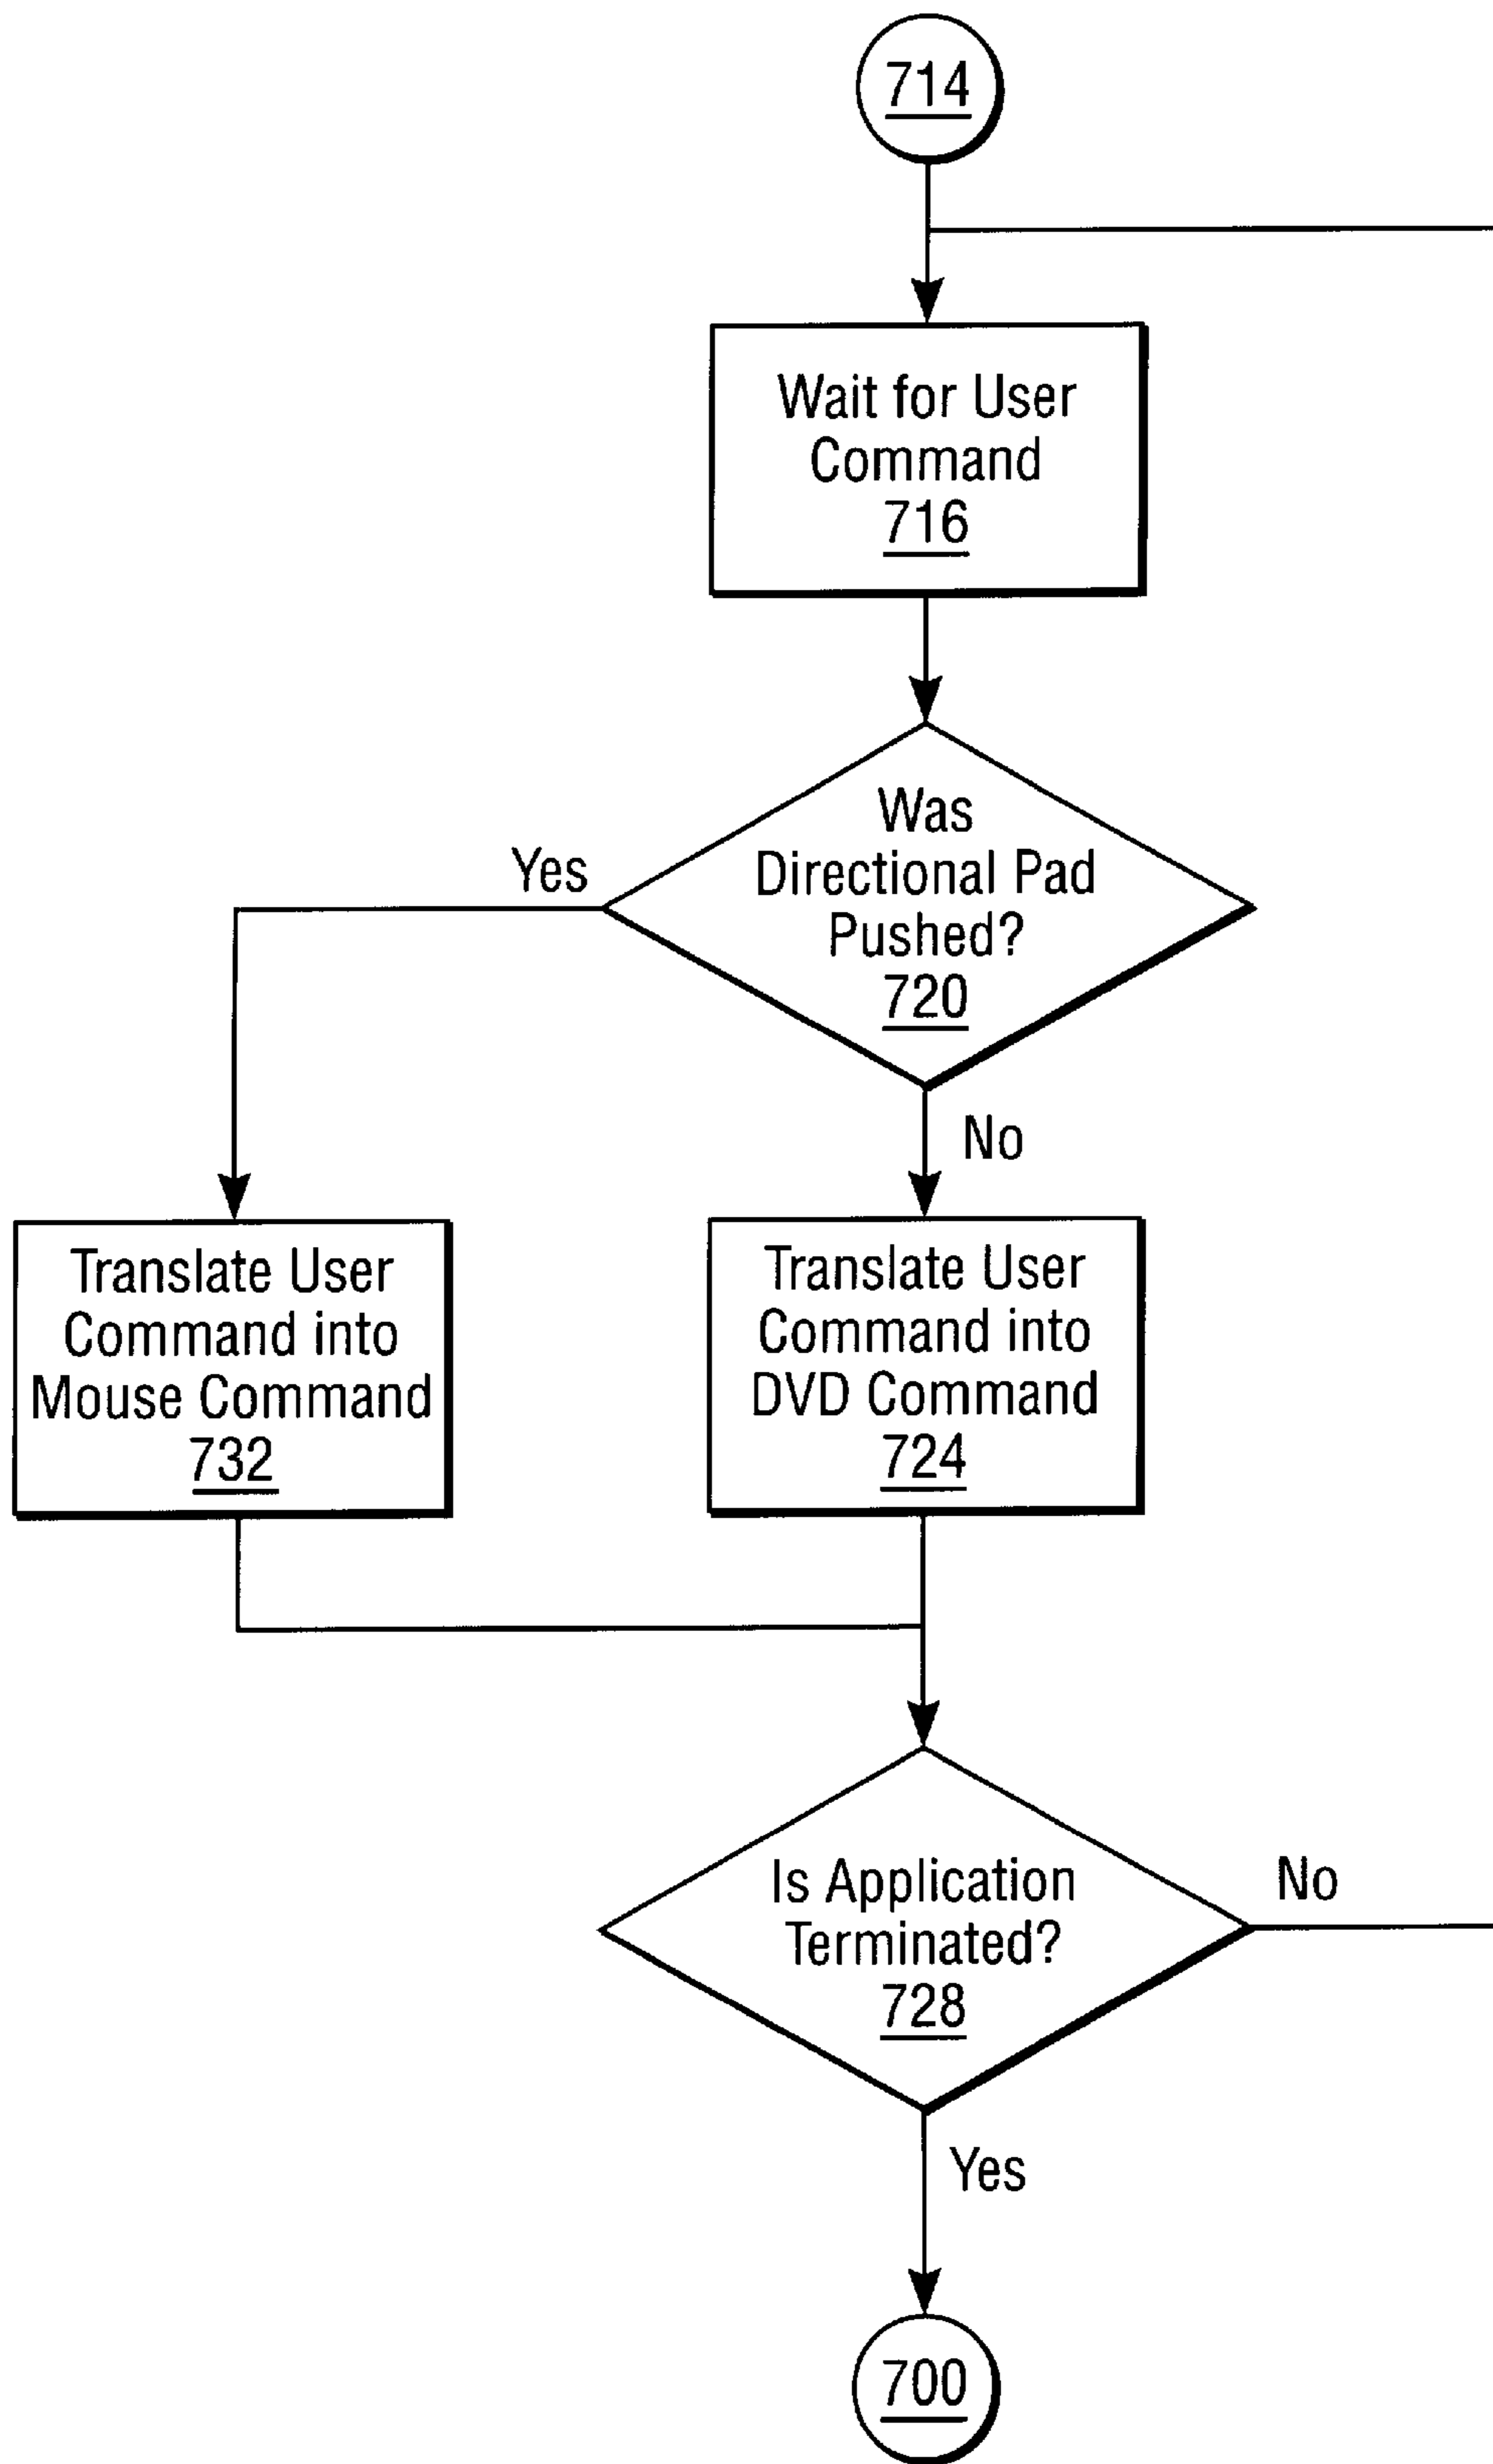 714
Wait for User
Command
716
Was
Directional Pad
Pushed?
720
Yes
No
Translate User
Command into
Mouse Command
732
Translate User
Command into
DVD Command
724
Is Application
Terminated?
728
No
Yes
700